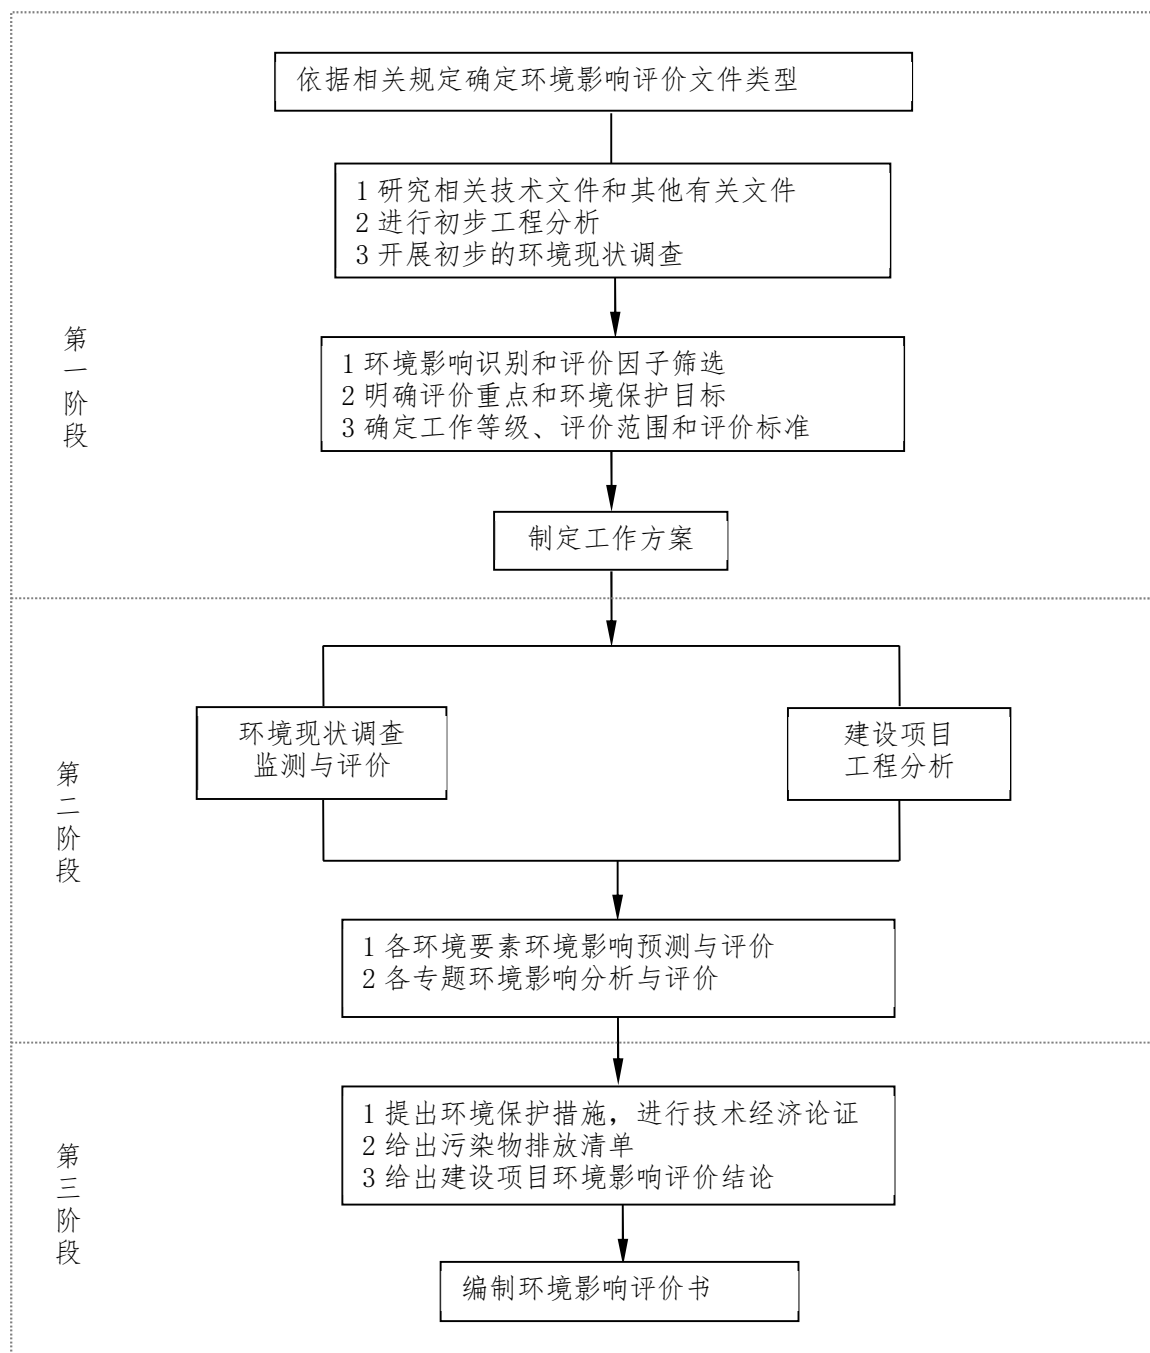 依据相关规定确定环境影响评价文件类型
1 研究相关技术文件和其他有关文件
2 进行初步工程分析
3 开展初步的环境现状调查
第一阶段
1 环境影响识别和评价因子筛选
2 明确评价重点和环境保护目标
3 确定工作等级、评价范围和评价标准
制定工作方案
第二阶段
环境现状调查
监测与评价
建设项目
工程分析
1 各环境要素环境影响预测与评价
2 各专题环境影响分析与评价
第三阶段
1 提出环境保护措施，进行技术经济论证
2 给出污染物排放清单
3 给出建设项目环境影响评价结论
编制环境影响评价书